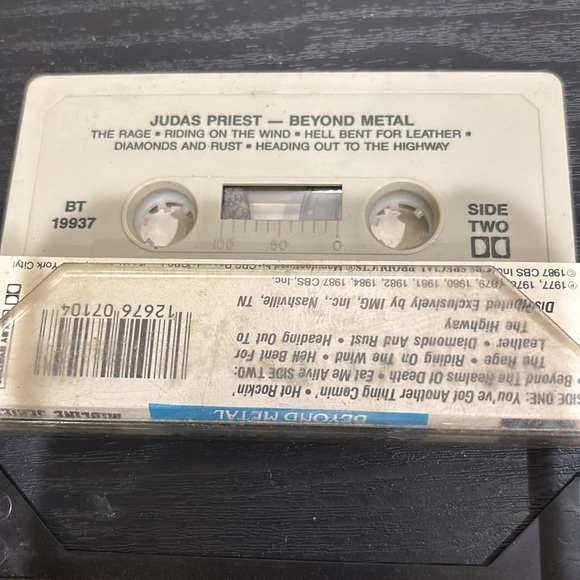 JUDAS PRIEST — BEYOND METAL
THE RAGE ▪ RIDING ON THE WIND ▪ HELL BENT FOR LEATHER ▪
DIAMONDS AND RUST ▪ HEADING OUT TO THE HIGHWAY
BT
19937
SIDE
TWO
100 50 0
BEYOND METAL
SIDE ONE: You've Got Another Thing Comin' • Hot Rockin'
• Beyond The Realms Of Death • Eat Me Alive SIDE TWO:
The Rage • Riding On The Wind • Hell Bent For
Leather • Diamonds And Rust • Heading Out To
The Highway
Distributed Exclusively by IMG, Inc., Nashville, TN
℗ 1977, 1978, 1979, 1980, 1981, 1982, 1984, 1987 CBS, Inc.
© 1987 CBS Inc.
York City
12676 07104